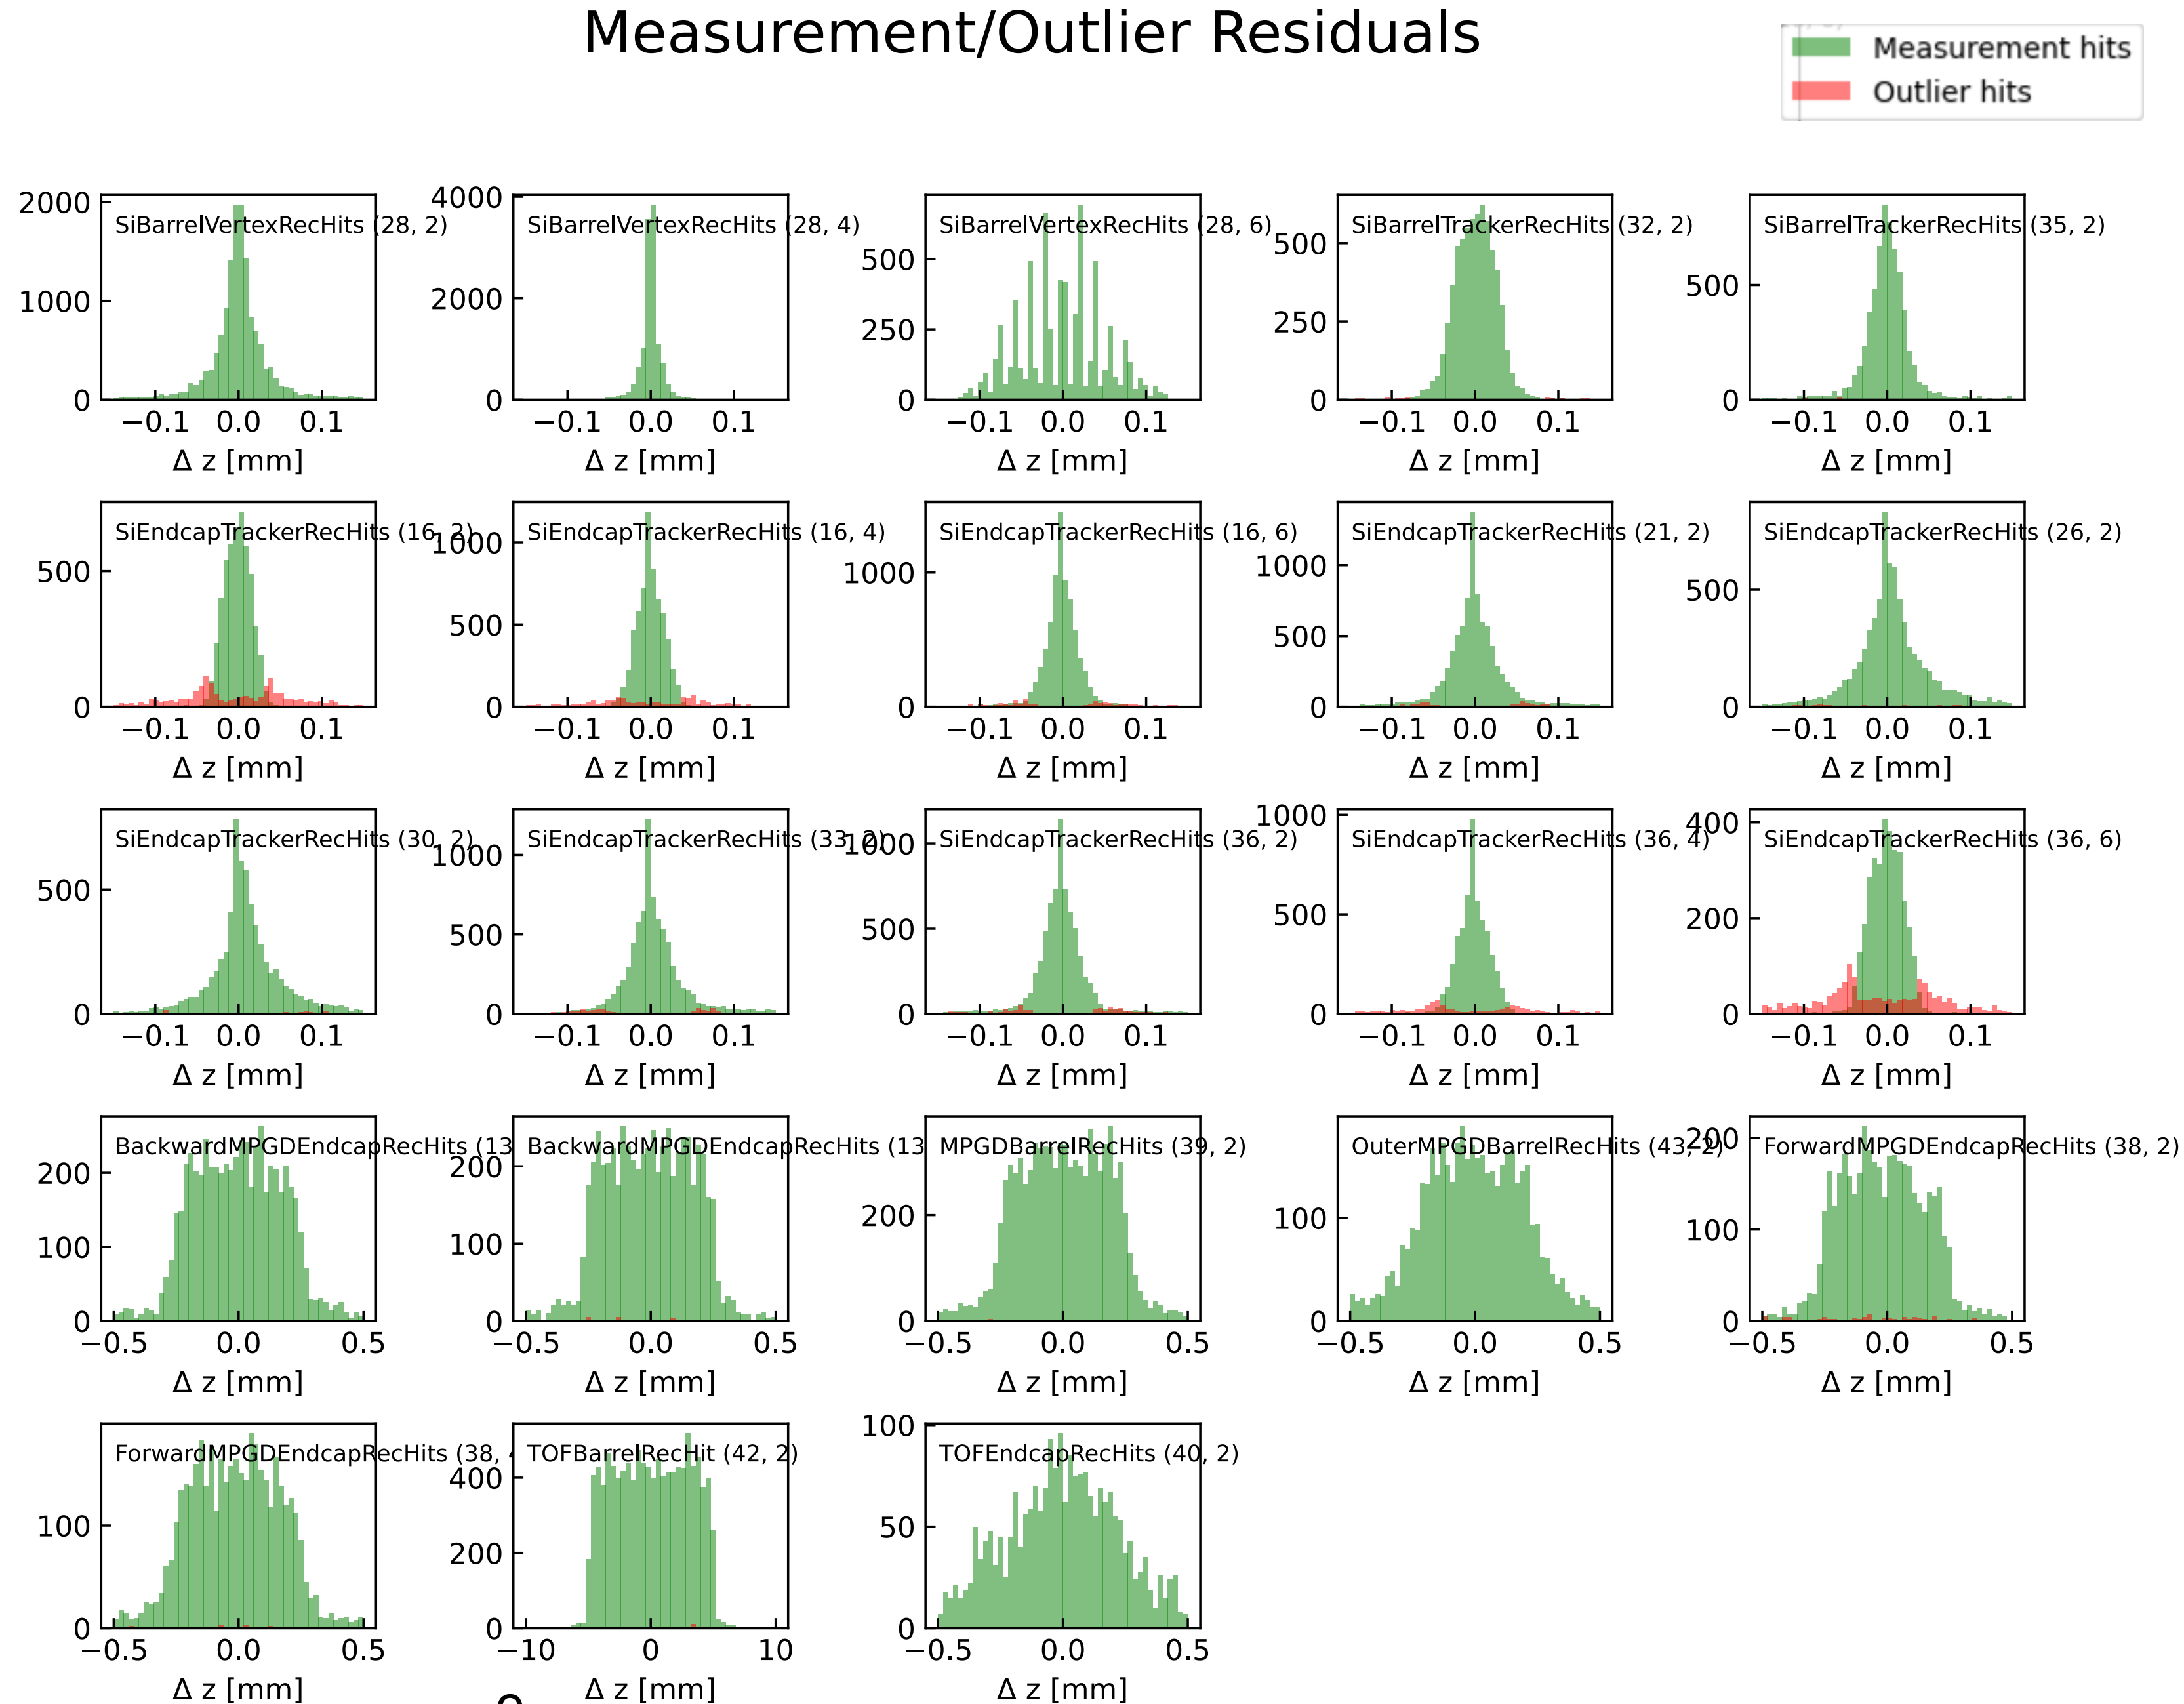 Measurement/Outlier Residuals
Measurement hits
Outlier hits
SiBarrelVertexRecHits (28, 2)
2000
1000
0
−0.1 0.0 0.1
Δ z [mm]
SiBarrelVertexRecHits (28, 4)
4000
2000
0
−0.1 0.0 0.1
Δ z [mm]
SiBarrelVertexRecHits (28, 6)
500
250
0
−0.1 0.0 0.1
Δ z [mm]
SiBarrelTrackerRecHits (32, 2)
500
250
0
−0.1 0.0 0.1
Δ z [mm]
SiBarrelTrackerRecHits (35, 2)
500
0
−0.1 0.0 0.1
Δ z [mm]
SiEndcapTrackerRecHits (16, 2)
500
0
−0.1 0.0 0.1
Δ z [mm]
SiEndcapTrackerRecHits (16, 4)
1000
500
0
−0.1 0.0 0.1
Δ z [mm]
SiEndcapTrackerRecHits (16, 6)
1000
0
−0.1 0.0 0.1
Δ z [mm]
SiEndcapTrackerRecHits (21, 2)
1000
500
0
−0.1 0.0 0.1
Δ z [mm]
SiEndcapTrackerRecHits (26, 2)
500
0
−0.1 0.0 0.1
Δ z [mm]
SiEndcapTrackerRecHits (30, 2)
500
0
−0.1 0.0 0.1
Δ z [mm]
SiEndcapTrackerRecHits (33, 2)
1000
500
0
−0.1 0.0 0.1
Δ z [mm]
SiEndcapTrackerRecHits (36, 2)
1000
500
0
−0.1 0.0 0.1
Δ z [mm]
SiEndcapTrackerRecHits (36, 4)
1000
500
0
−0.1 0.0 0.1
Δ z [mm]
SiEndcapTrackerRecHits (36, 6)
400
200
0
−0.1 0.0 0.1
Δ z [mm]
BackwardMPGDEndcapRecHits (13
200
100
0
−0.5 0.0 0.5
Δ z [mm]
BackwardMPGDEndcapRecHits (13
200
100
0
−0.5 0.0 0.5
Δ z [mm]
MPGDBarrelRecHits (39, 2)
200
0
−0.5 0.0 0.5
Δ z [mm]
OuterMPGDBarrelRecHits (43, 2)
100
0
−0.5 0.0 0.5
Δ z [mm]
ForwardMPGDEndcapRecHits (38, 2)
200
100
0
−0.5 0.0 0.5
Δ z [mm]
ForwardMPGDEndcapRecHits (38, 4
100
0
−0.5 0.0 0.5
Δ z [mm]
TOFBarrelRecHit (42, 2)
400
200
0
−10 0 10
Δ z [mm]
TOFEndcapRecHits (40, 2)
100
50
0
−0.5 0.0 0.5
Δ z [mm]